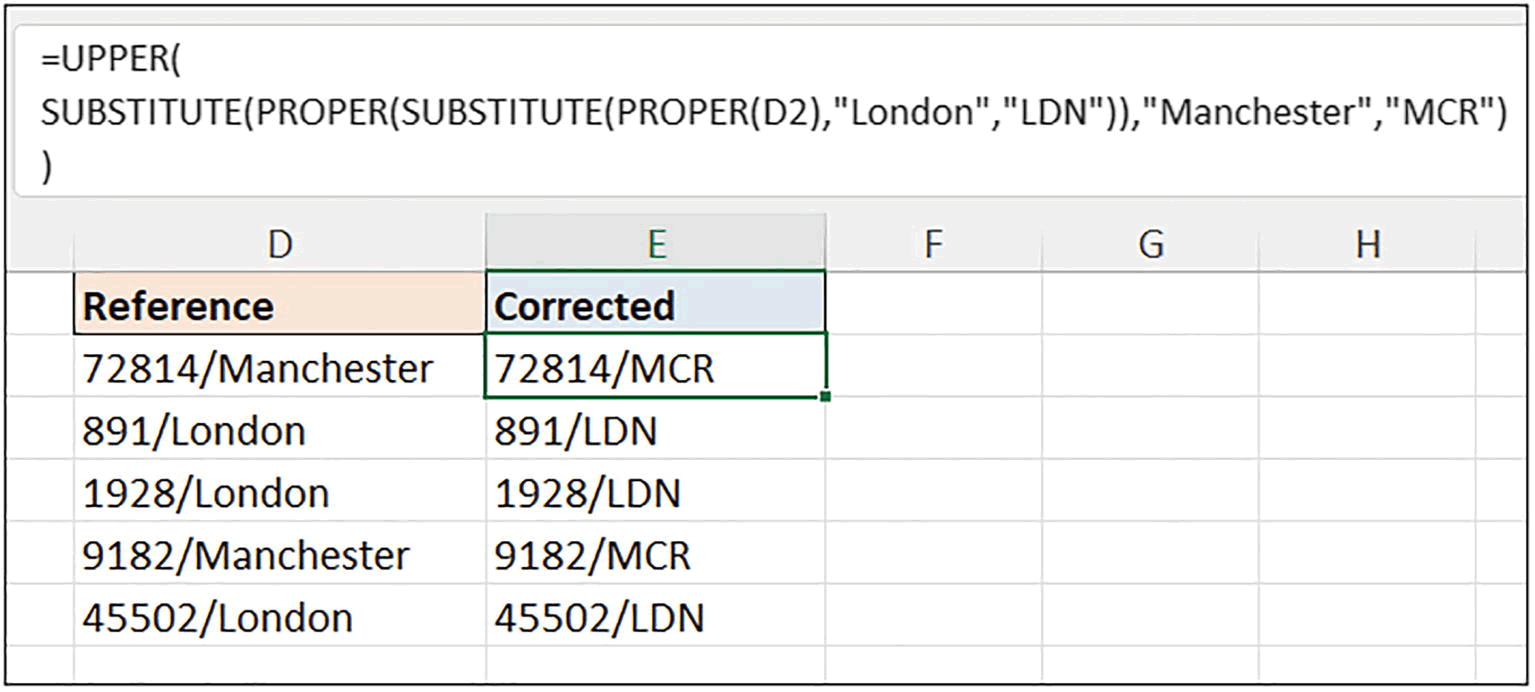 =UPPER(
SUBSTITUTE(PROPER(SUBSTITUTE(PROPER(D2),"London","LDN")),"Manchester","MCR")
)
D E F G H
Reference Corrected
72814/Manchester 72814/MCR
891/London 891/LDN
1928/London 1928/LDN
9182/Manchester 9182/MCR
45502/London 45502/LDN